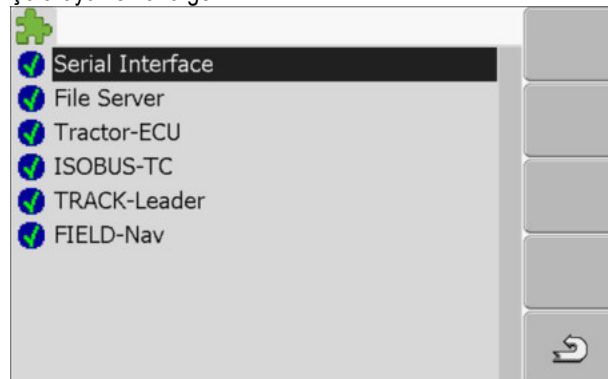 Serial Interface
File Server
Tractor-ECU
ISOBUS-TC
TRACK-Leader
FIELD-Nav